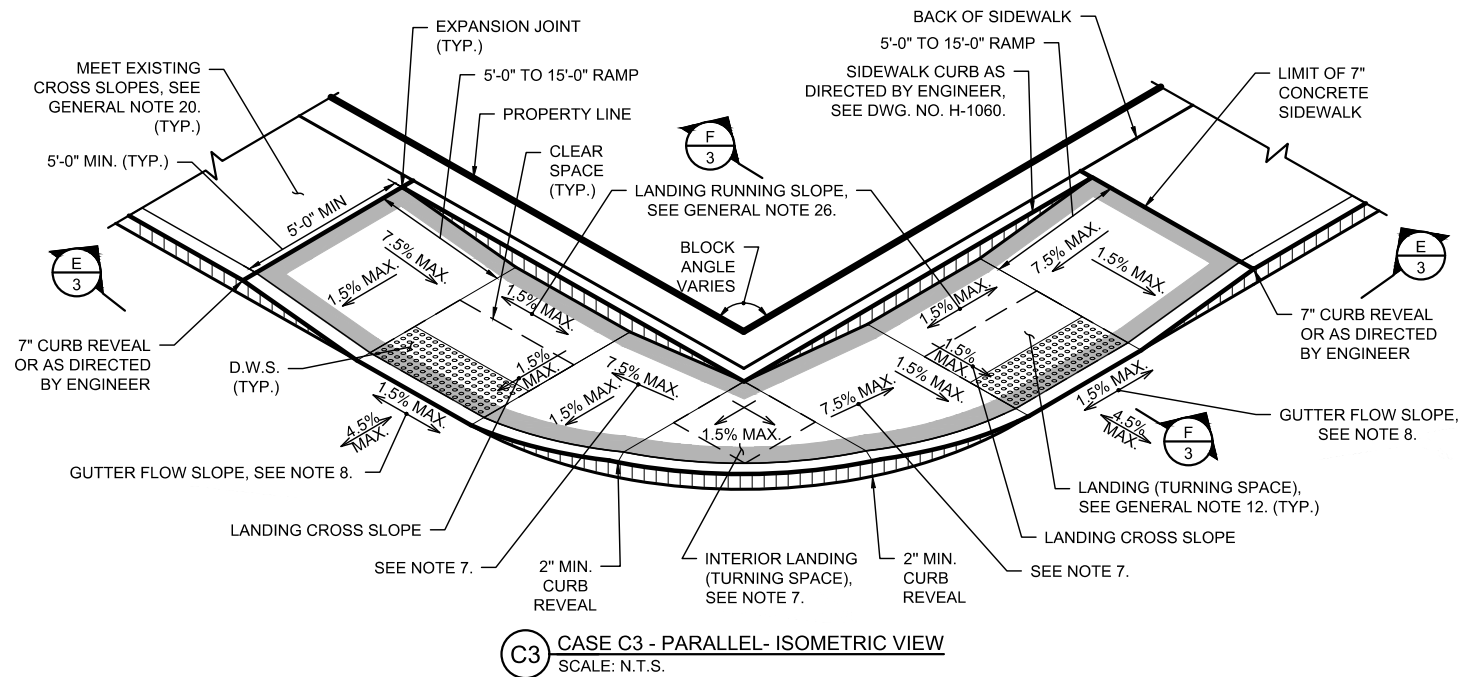 EXPANSION JOINT
(TYP.)
BACK OF SIDEWALK
5'-0" TO 15'-0" RAMP
MEET EXISTING
CROSS SLOPES, SEE
GENERAL NOTE 20.
(TYP.)
5'-0" TO 15'-0" RAMP
SIDEWALK CURB AS
DIRECTED BY ENGINEER,
SEE DWG. NO. H-1060.
LIMIT OF 7"
CONCRETE
SIDEWALK
PROPERTY LINE
F
3
5'-0" MIN. (TYP.)
CLEAR
SPACE
(TYP.)
LANDING RUNNING SLOPE,
SEE GENERAL NOTE 26.
5'-0" MIN
BLOCK
ANGLE
VARIES
E
3
E
3
7.5% MAX.
1.5% MAX.
1.5% MAX.
1.5% MAX.
7.5% MAX.
1.5% MAX.
7" CURB REVEAL
OR AS DIRECTED
BY ENGINEER
D.W.S.
(TYP.)
7" CURB REVEAL
OR AS DIRECTED
BY ENGINEER
1.5%
MAX.
7.5% MAX.
1.5% MAX.
7.5% MAX.
1.5% MAX.
1.5%
MAX.
1.5% MAX.
1.5% MAX.
4.5%
MAX.
1.5% MAX.
4.5%
MAX.
GUTTER FLOW SLOPE,
SEE NOTE 8.
F
3
GUTTER FLOW SLOPE, SEE NOTE 8.
LANDING (TURNING SPACE),
SEE GENERAL NOTE 12. (TYP.)
LANDING CROSS SLOPE
LANDING CROSS SLOPE
SEE NOTE 7.
2" MIN.
CURB
REVEAL
INTERIOR LANDING
(TURNING SPACE),
SEE NOTE 7.
2" MIN.
CURB
REVEAL
SEE NOTE 7.
C3
CASE C3 - PARALLEL- ISOMETRIC VIEW
SCALE: N.T.S.